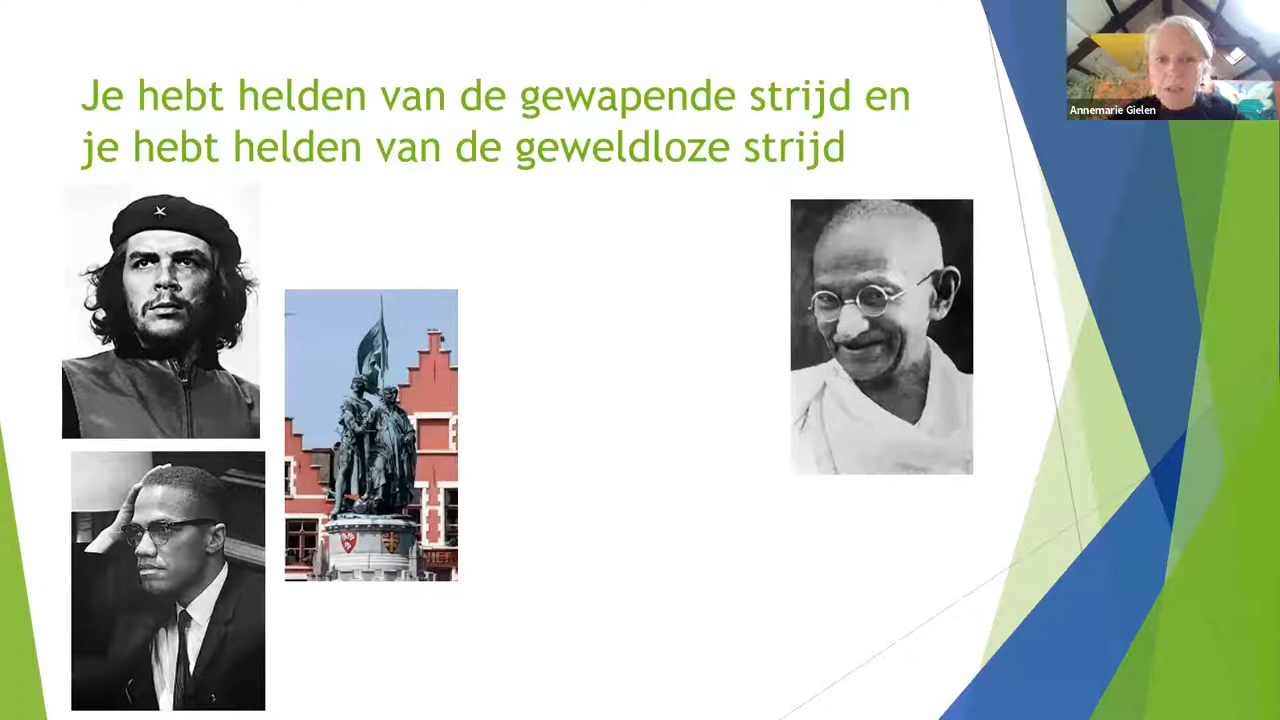 Je hebt helden van de gewapende strijd en
je hebt helden van de geweldloze strijd
Annemarie Gielen